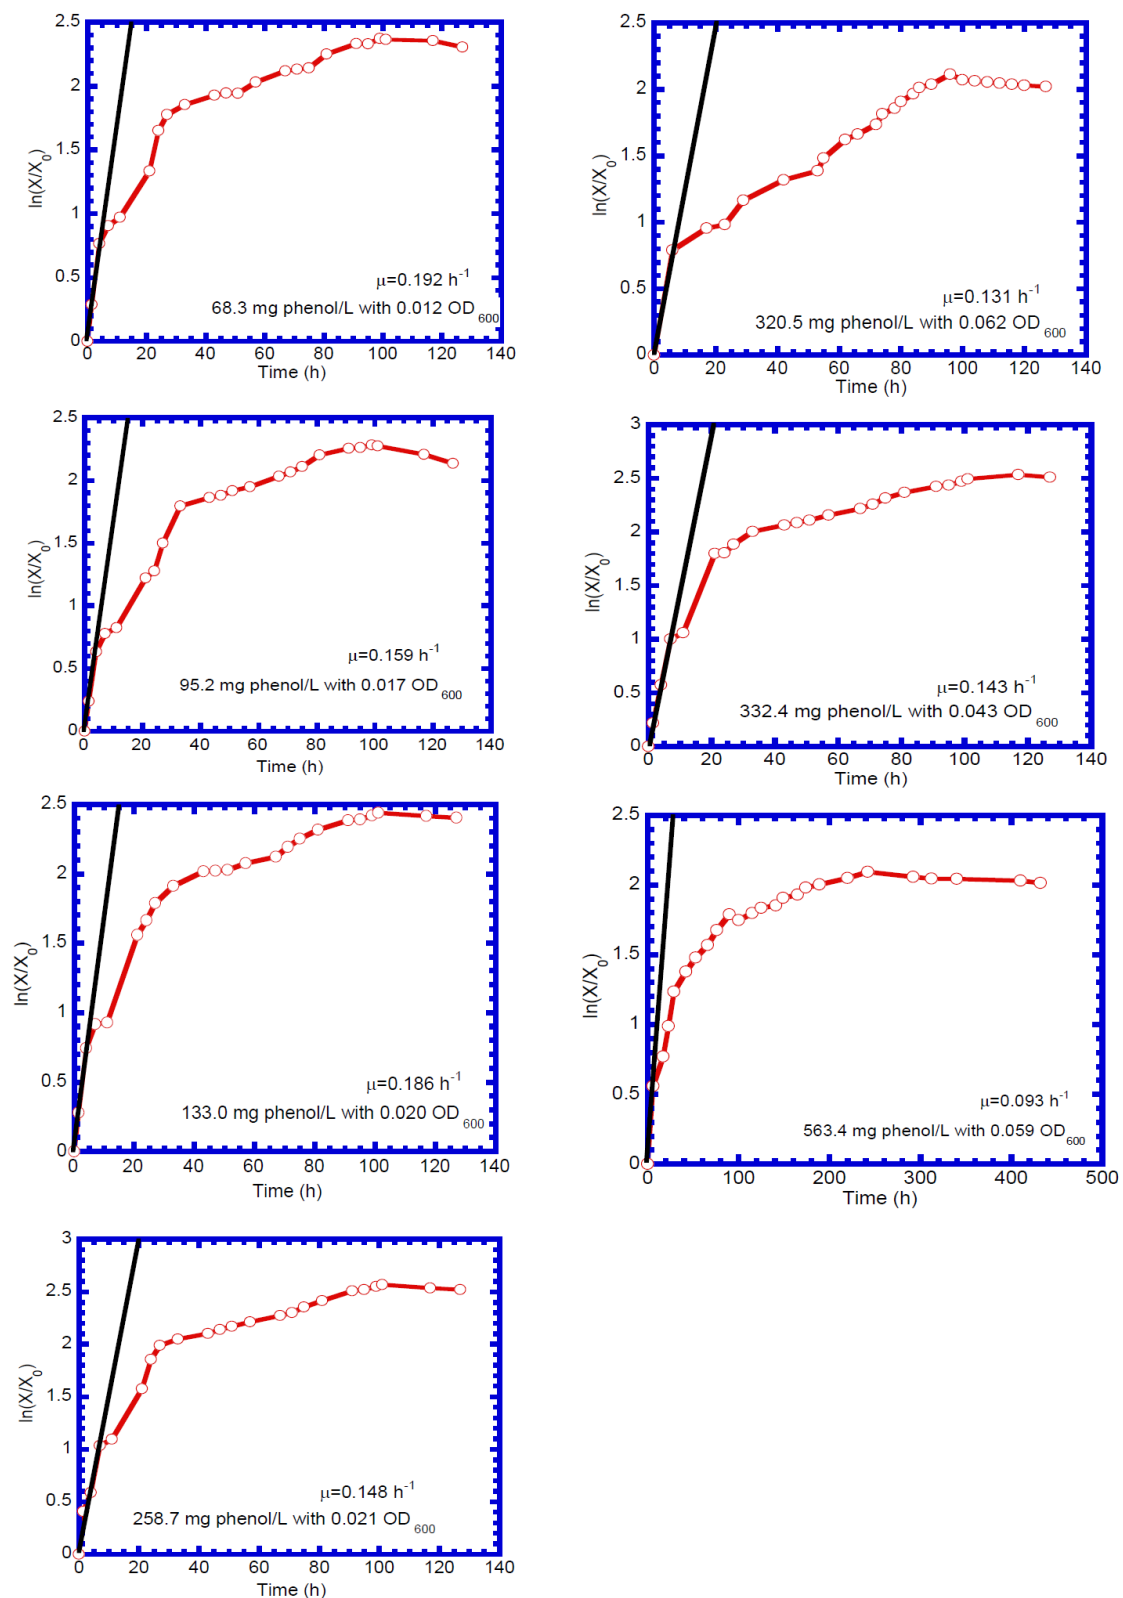 2.5
2
1.5
1
0.5
0
ln(X/X0)
μ=0.192 h-1
68.3 mg phenol/L with 0.012 OD600
0 20 40 60 80 100 120 140
Time (h)
2.5
2
1.5
1
0.5
0
ln(X/X0)
μ=0.131 h-1
320.5 mg phenol/L with 0.062 OD600
0 20 40 60 80 100 120 140
Time (h)
2.5
2
1.5
1
0.5
0
ln(X/X0)
μ=0.159 h-1
95.2 mg phenol/L with 0.017 OD600
0 20 40 60 80 100 120 140
Time (h)
3
2.5
2
1.5
1
0.5
0
ln(X/X0)
μ=0.143 h-1
332.4 mg phenol/L with 0.043 OD600
0 20 40 60 80 100 120 140
Time (h)
2.5
2
1.5
1
0.5
0
ln(X/X0)
μ=0.186 h-1
133.0 mg phenol/L with 0.020 OD600
0 20 40 60 80 100 120 140
Time (h)
2.5
2
1.5
1
0.5
0
ln(X/X0)
μ=0.093 h-1
563.4 mg phenol/L with 0.059 OD600
0 100 200 300 400 500
Time (h)
3
2.5
2
1.5
1
0.5
0
ln(X/X0)
μ=0.148 h-1
258.7 mg phenol/L with 0.021 OD600
0 20 40 60 80 100 120 140
Time (h)